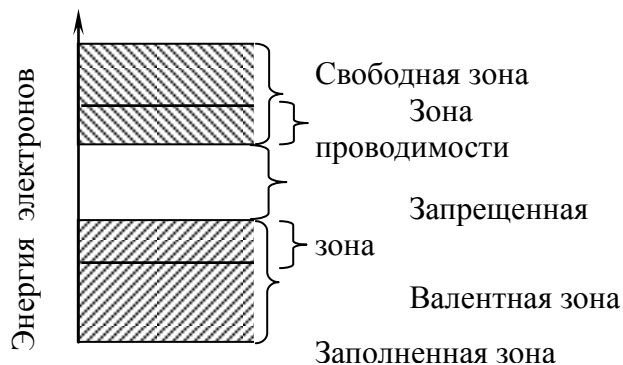 Энергия электронов
Свободная зона
Зона
проводимости
Запрещенная
зона
Валентная зона
Заполненная зона